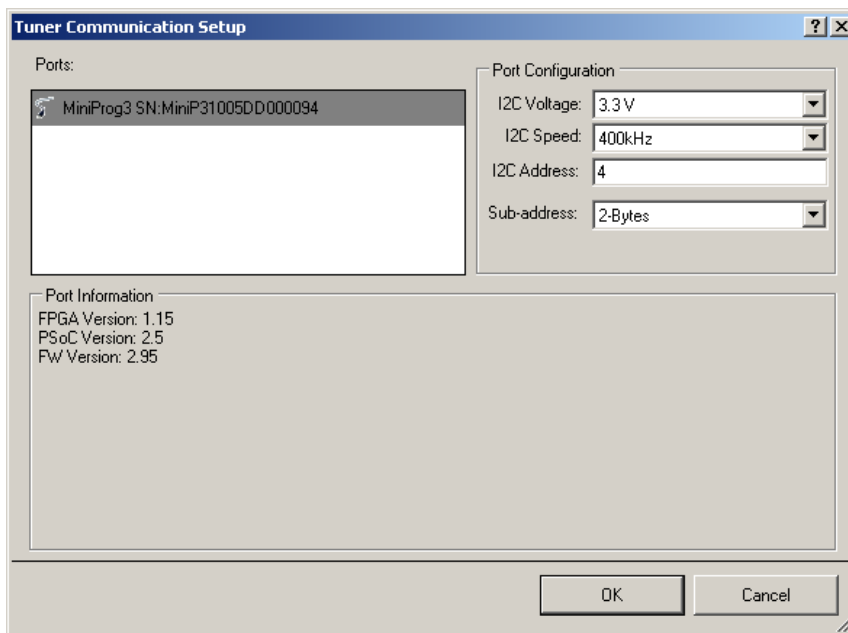 Tuner Communication Setup
Ports:
MiniProg3 SN:MiniP31005DD000094
Port Configuration
I2C Voltage: 3.3 V
I2C Speed: 400kHz
I2C Address: 4
Sub-address: 2-Bytes
Port Information
FPGA Version: 1.15
PSoC Version: 2.5
FW Version: 2.95
OK Cancel